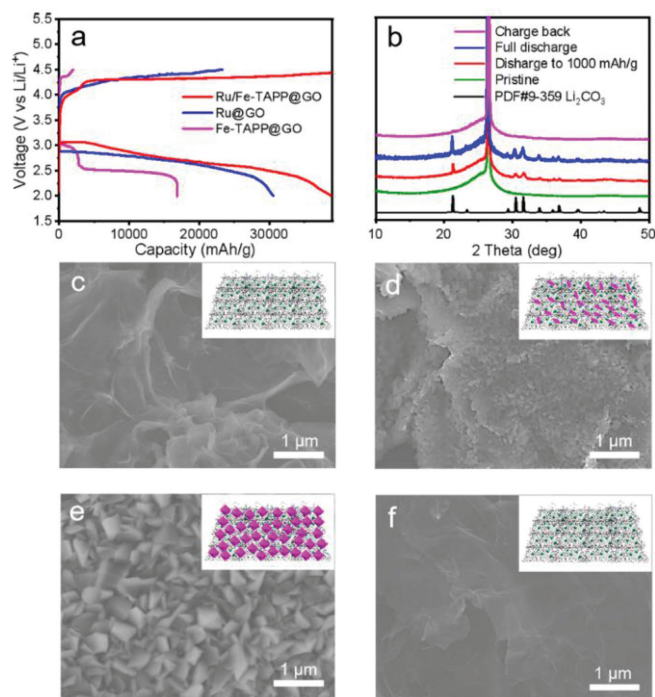 a
Voltage (V vs Li/Li+)
5.5
5.0
4.5
4.0
3.5
3.0
2.5
2.0
1.5
Ru/Fe-TAPP@GO
Ru@GO
Fe-TAPP@GO
0 10000 20000 30000
Capacity (mAh/g)
b
Charge back
Full discharge
Disharge to 1000 mAh/g
Pristine
PDF#9-359 Li2CO3
10 20 30 40 50
2 Theta (deg)
c
1 μm
d
1 μm
e
1 μm
f
1 μm